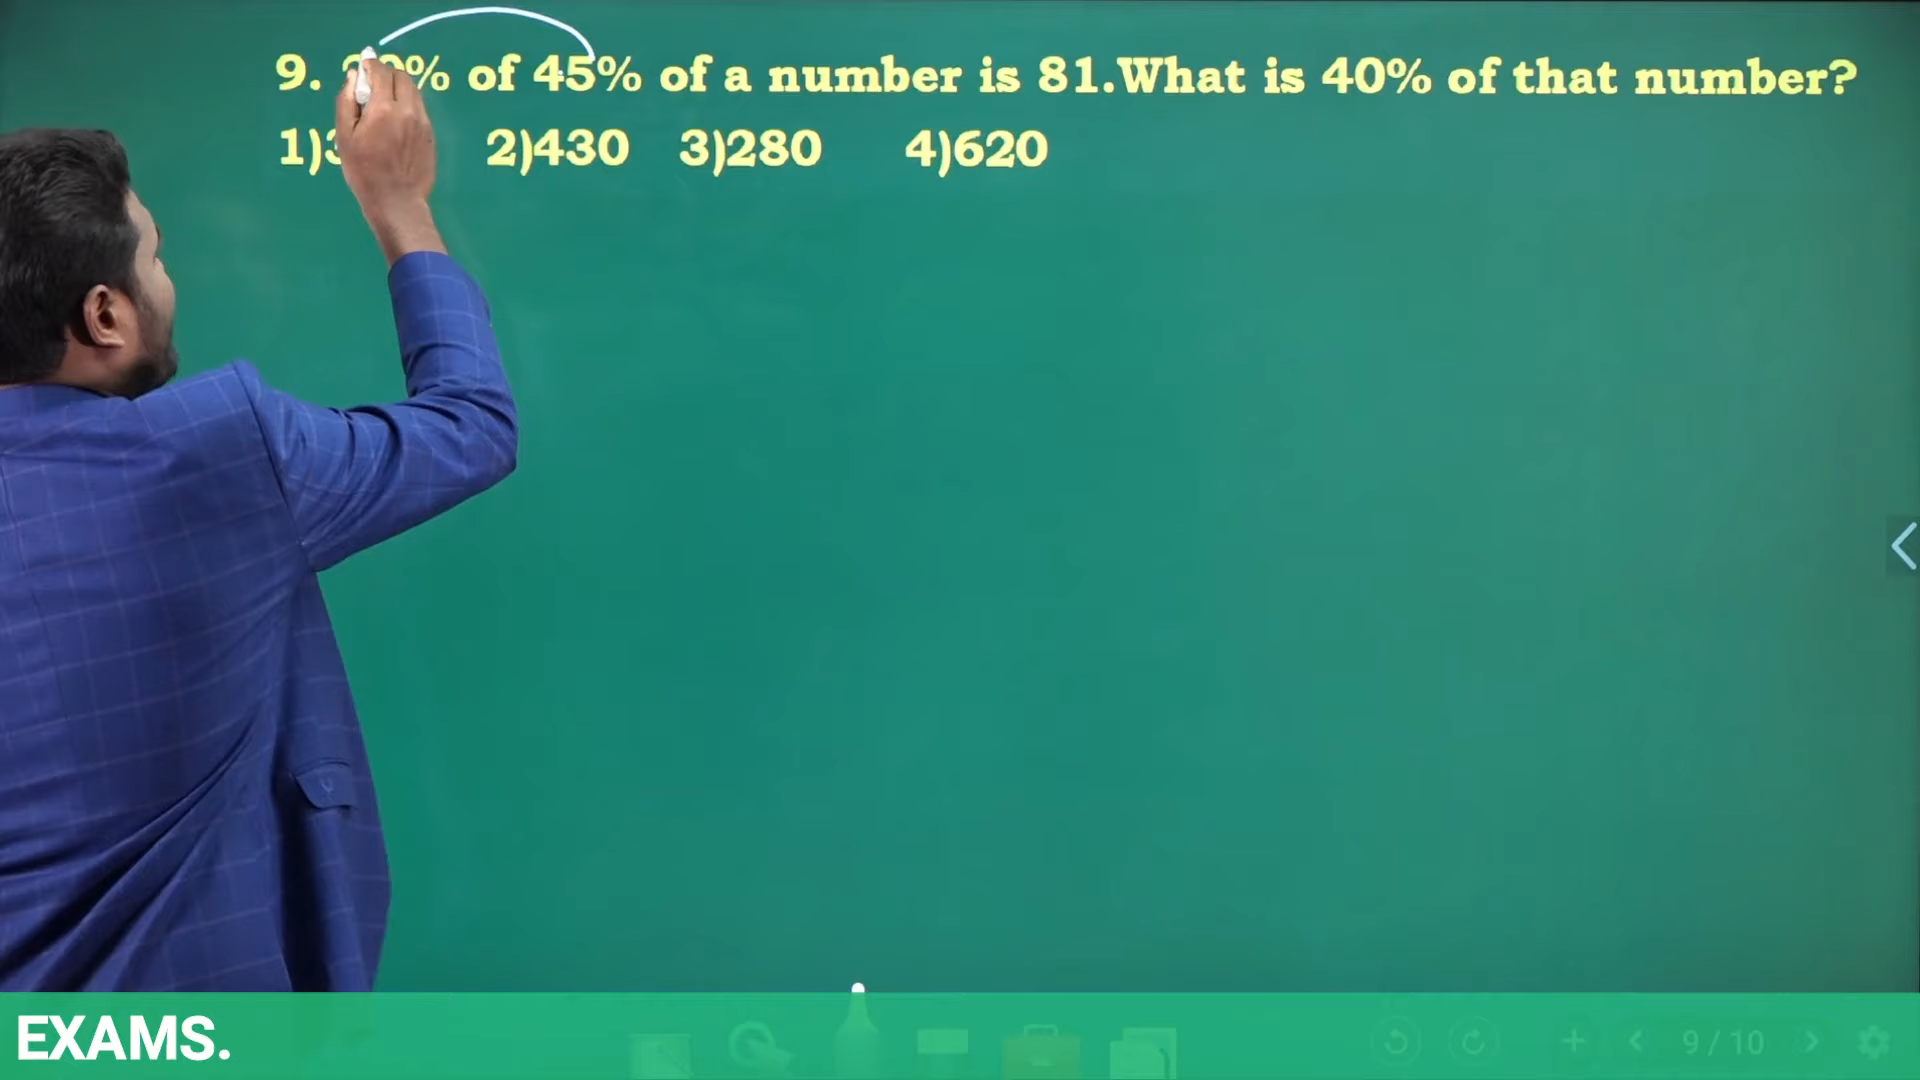 9. % of 45% of a number is 81.What is 40% of that number?
1)3 2)430 3)280 4)620
EXAMS.
9 / 10